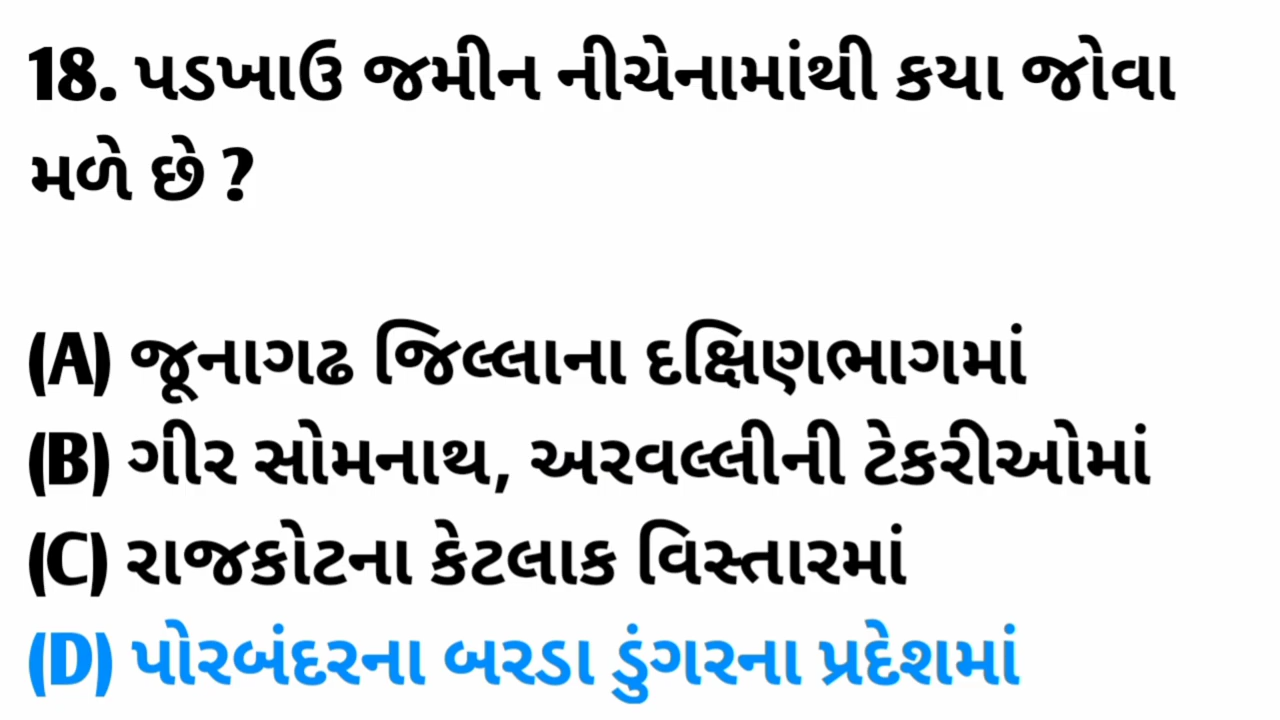 18. પડખાઉ જમીન નીચેનામાંથી કયા જોવા
મળે છે ?
(A) જૂનાગઢ જિલ્લાના દક્ષિણભાગમાં
(B) ગીર સોમનાથ, અરવલ્લીની ટેકરીઓમાં
(C) રાજકોટના કેટલાક વિસ્તારમાં
(D) પોરબંદરના બરડા ડુંગરના પ્રદેશમાં